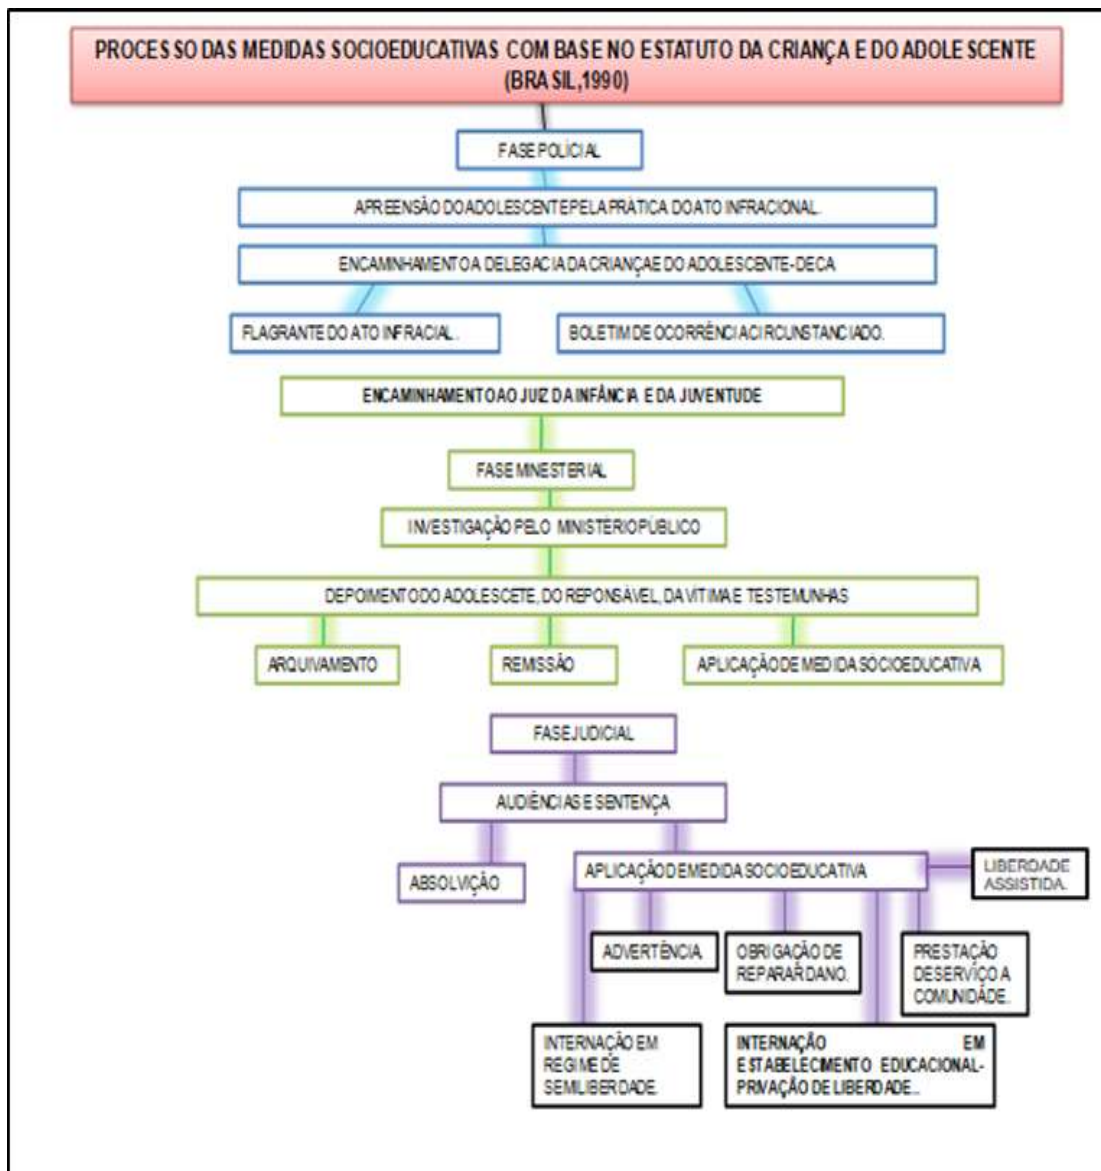 PROCESSO DAS MEDIDAS SOCIOEDUCATIVAS COM BASE NO ESTATUTO DA CRIANÇA E DO ADOLESCENTE
(BRASIL,1990)
FASE POLÍCIAL
APREENSÃO DO ADOLESCENTE PELA PRÁTICA DO ATO INFRACIONAL.
ENCAMINHAMENTO A DELEGACIA DA CRIANÇA E DO ADOLESCENTE-DECA
FLAGRANTE DO ATO INFRACIAL.
BOLETIM DE OCORRÊNCIA CIRCUNSTANCIADO.
ENCAMINHAMENTO AO JUIZ DA INFÂNCIA E DA JUVENTUDE
FASE MINESTERIAL
INVESTIGAÇÃO PELO MINISTÉRIO PÚBLICO
DEPOIMENTO DO ADOLESCETE, DO REPONSÁVEL, DA VÍTIMA E TESTEMUNHAS
ARQUIVAMENTO
REMISSÃO
APLICAÇÃO DE MEDIDA SÓCIOEDUCATIVA
FASE JUDICIAL
AUDIÊNCIAS E SENTENÇA
ABSOLVIÇÃO
APLICAÇÃO DE MEDIDA SOCIOEDUCATIVA
LIBERDADE
ASSISTIDA.
ADVERTÊNCIA.
OBRIGAÇÃO DE
REPARAR DANO.
PRESTAÇÃO
DE SERVIÇO A
COMUNIDADE.
INTERNAÇÃO EM
REGIME DE
SEMILIBERDADE.
INTERNAÇÃO EM
ESTABELECIMENTO EDUCACIONAL-
PRIVAÇÃO DE LIBERDADE..